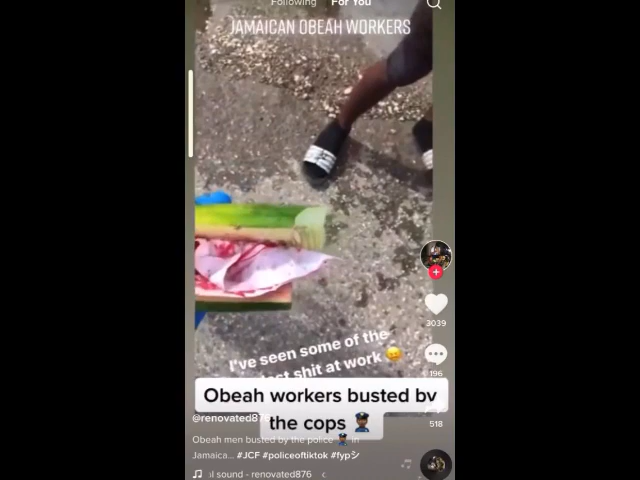 Following For You
JAMAICAN OBEAH WORKERS
3039
I've seen some of the
shit at work 😖
196
Obeah workers busted by
the cops 👮🏾
@renovated876
518
Obeah men busted by the police 👮🏾 in
Jamaica... #JCF #policeoftiktok #fypシ
sound - renovated876